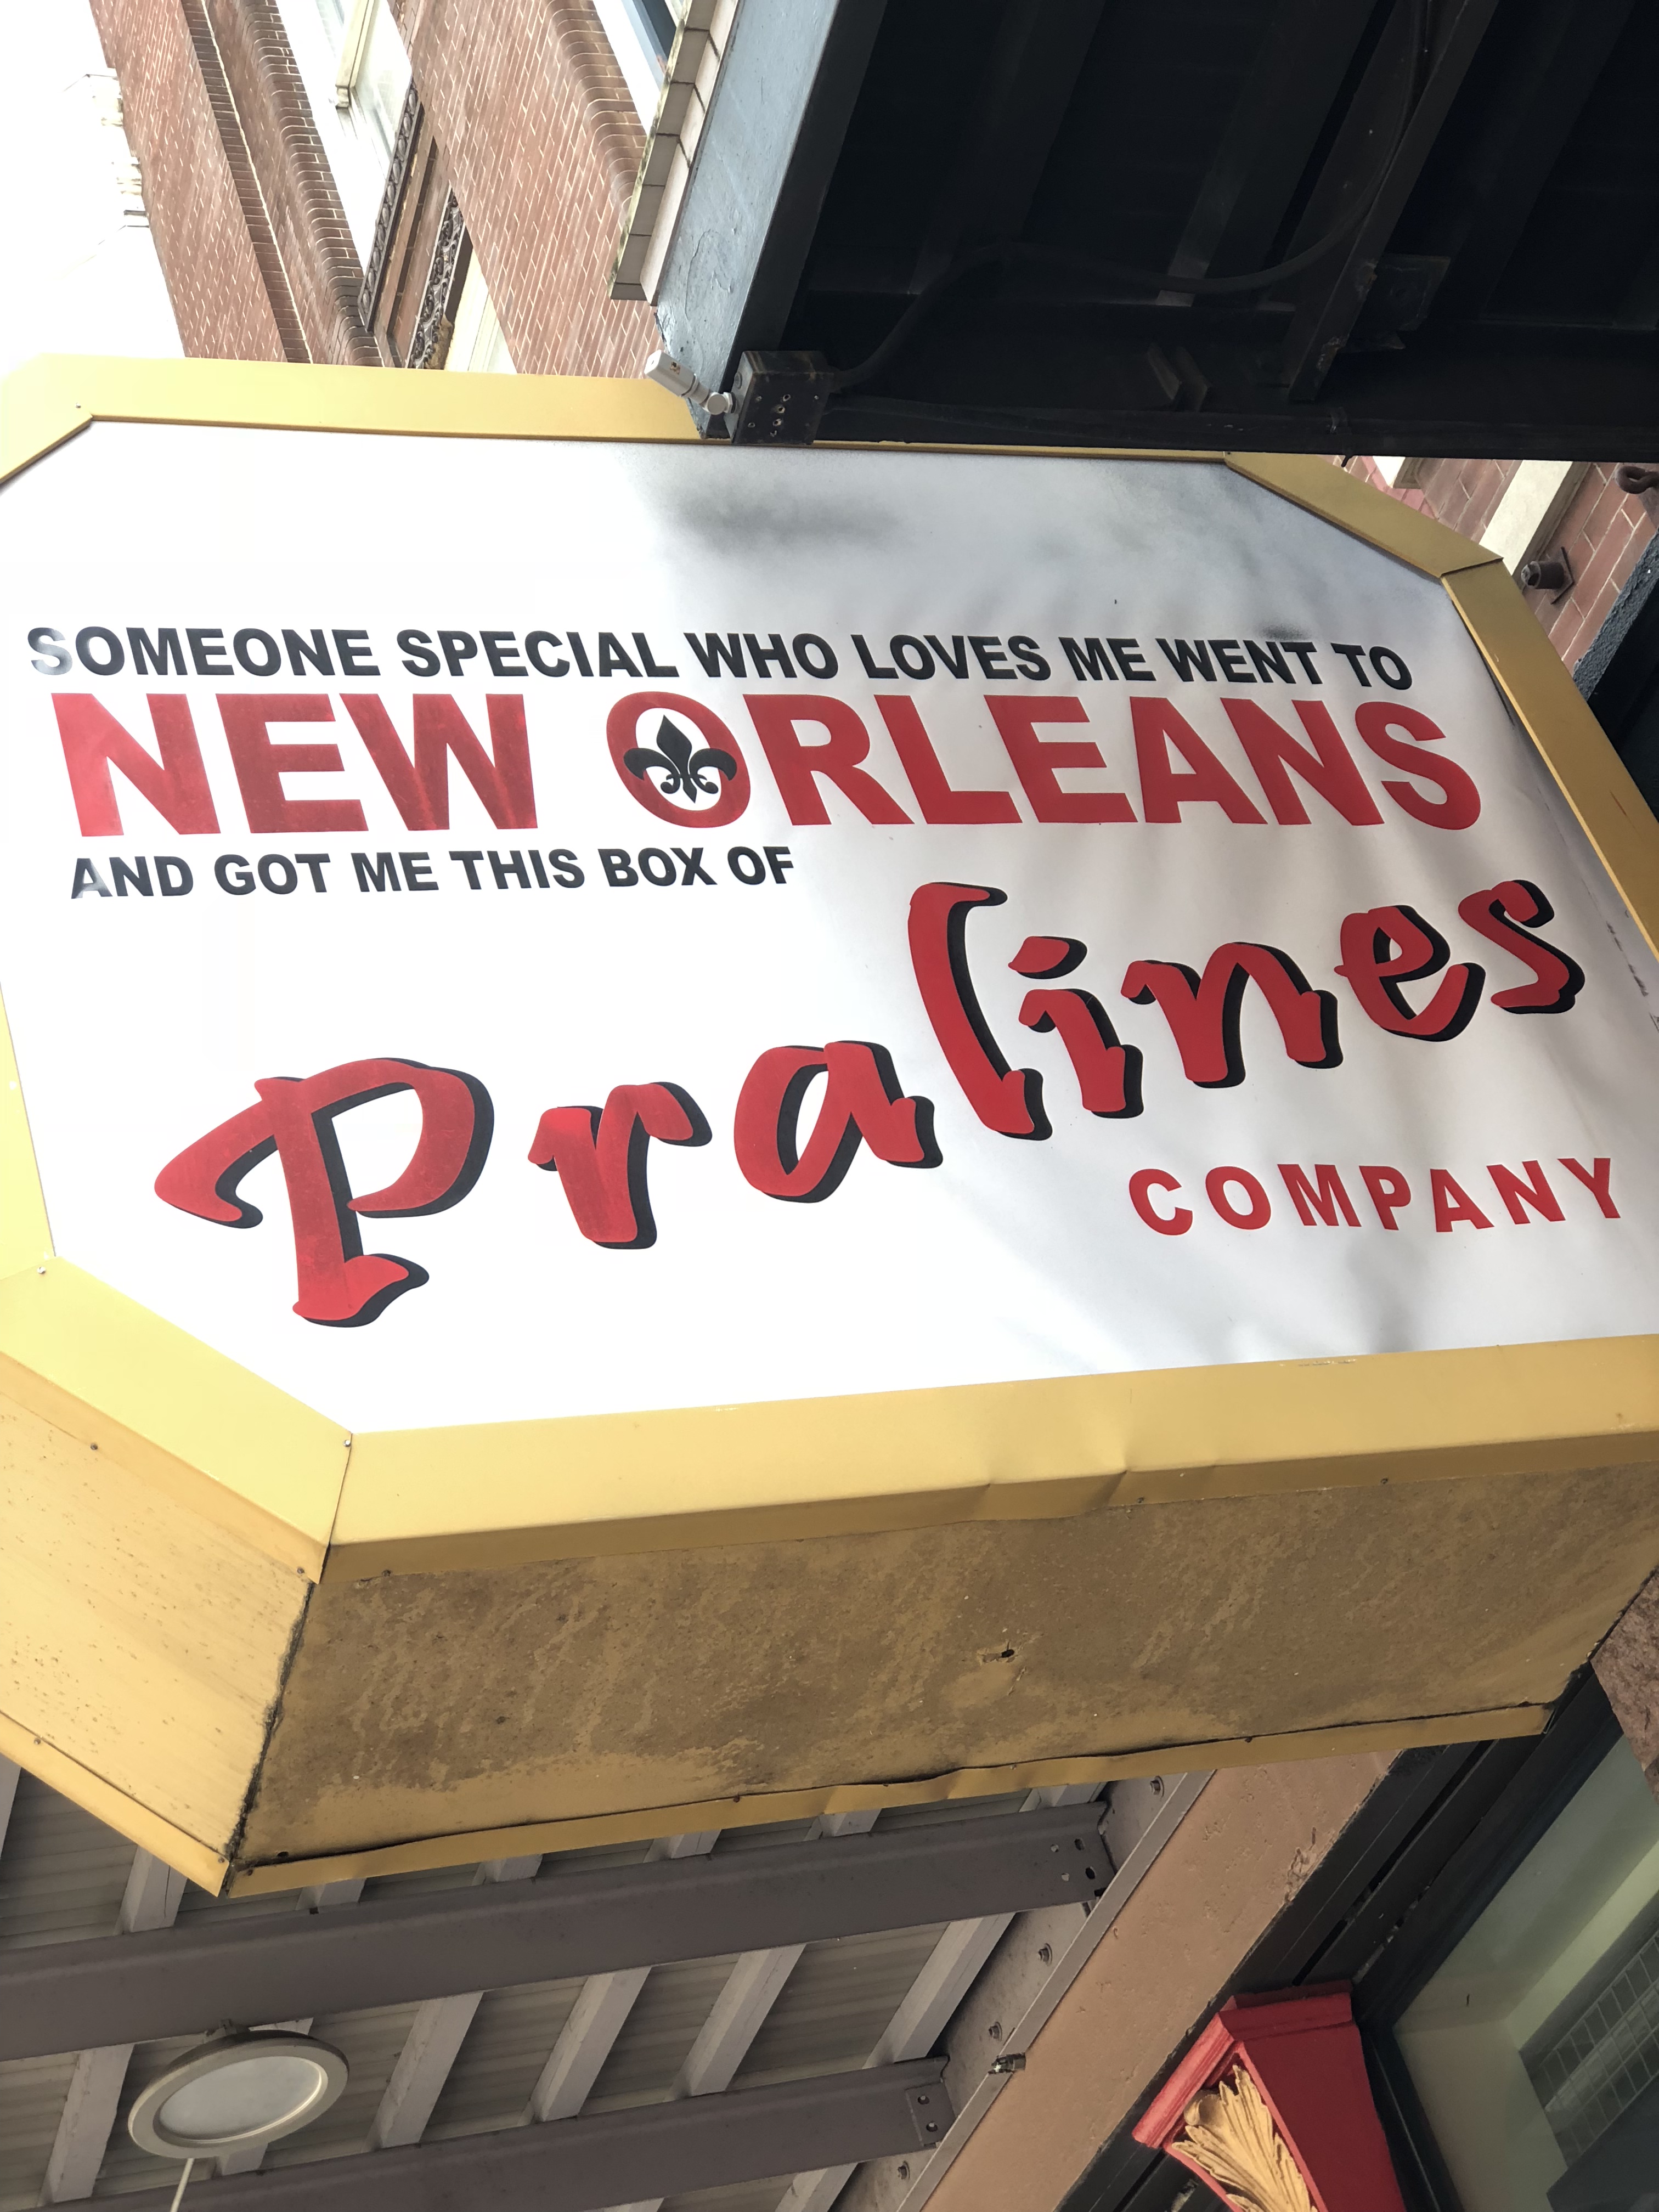 SOMEONE SPECIAL WHO LOVES ME WENT TO
NEW ORLEANS
AND GOT ME THIS BOX OF
Pralines
COMPANY